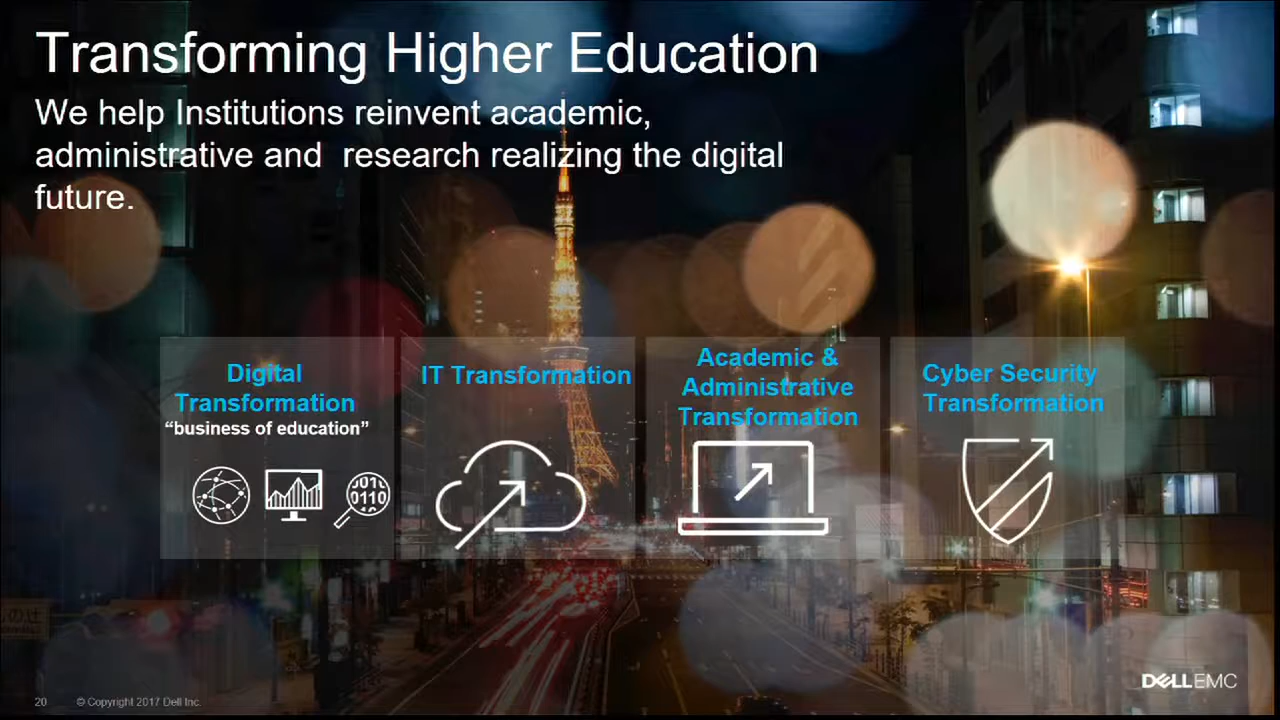 Transforming Higher Education
We help Institutions reinvent academic,
administrative and  research realizing the digital
future.
Digital
Transformation
“business of education”
IT Transformation
Academic &
Administrative
Transformation
Cyber Security
Transformation
0110
DELLEMC
20 © Copyright 2017 Dell Inc.